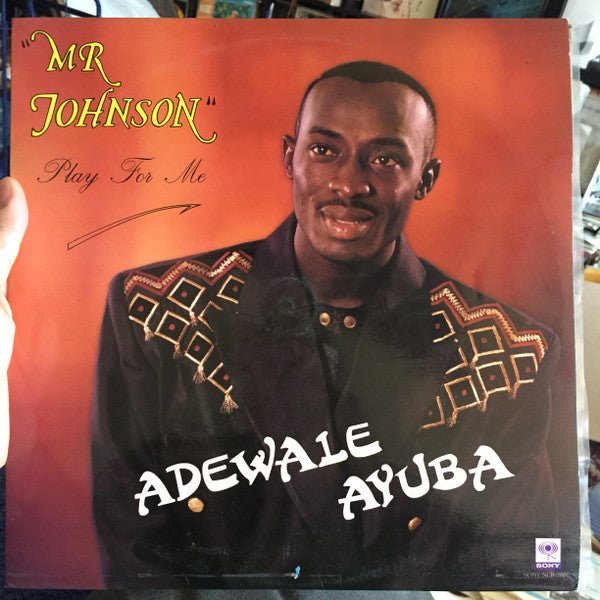 "MR
JOHNSON"
Play For Me
ADEWALE
AYUBA
SONY